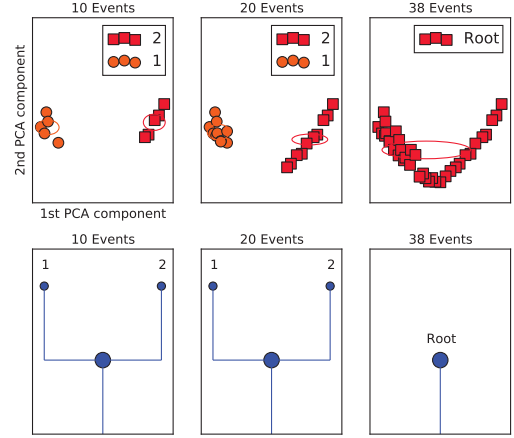 10 Events
20 Events
38 Events
2
1
2
1
Root
2nd PCA component
1st PCA component
10 Events
20 Events
38 Events
1
2
1
2
Root